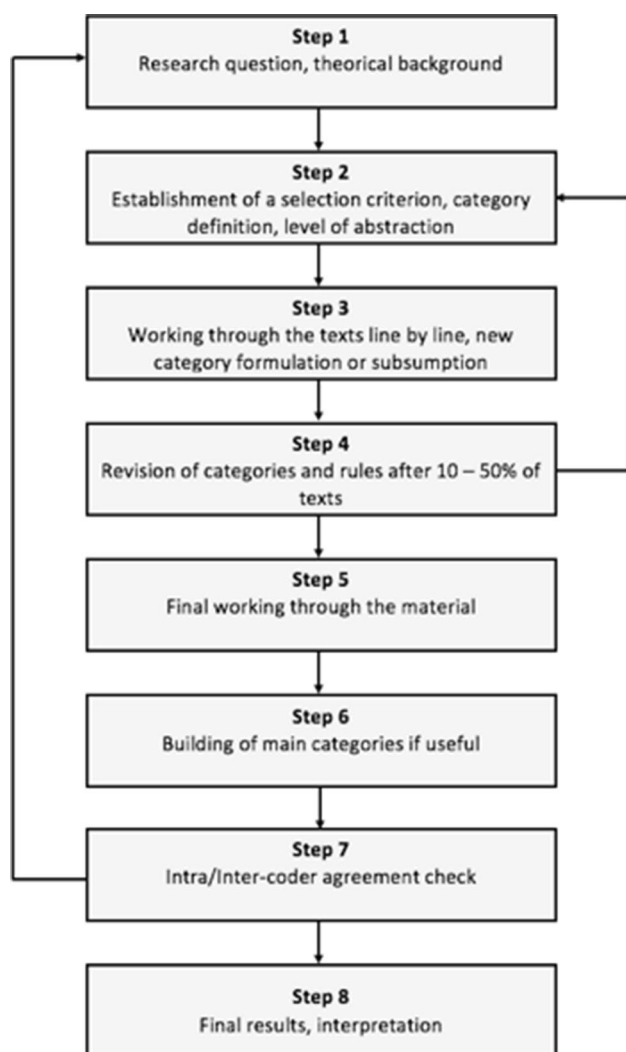 Step 1
Research question, theorical background
Step 2
Establishment of a selection criterion, category
definition, level of abstraction
Step 3
Working through the texts line by line, new
category formulation or subsumption
Step 4
Revision of categories and rules after 10 – 50% of
texts
Step 5
Final working through the material
Step 6
Building of main categories if useful
Step 7
Intra/Inter-coder agreement check
Step 8
Final results, interpretation